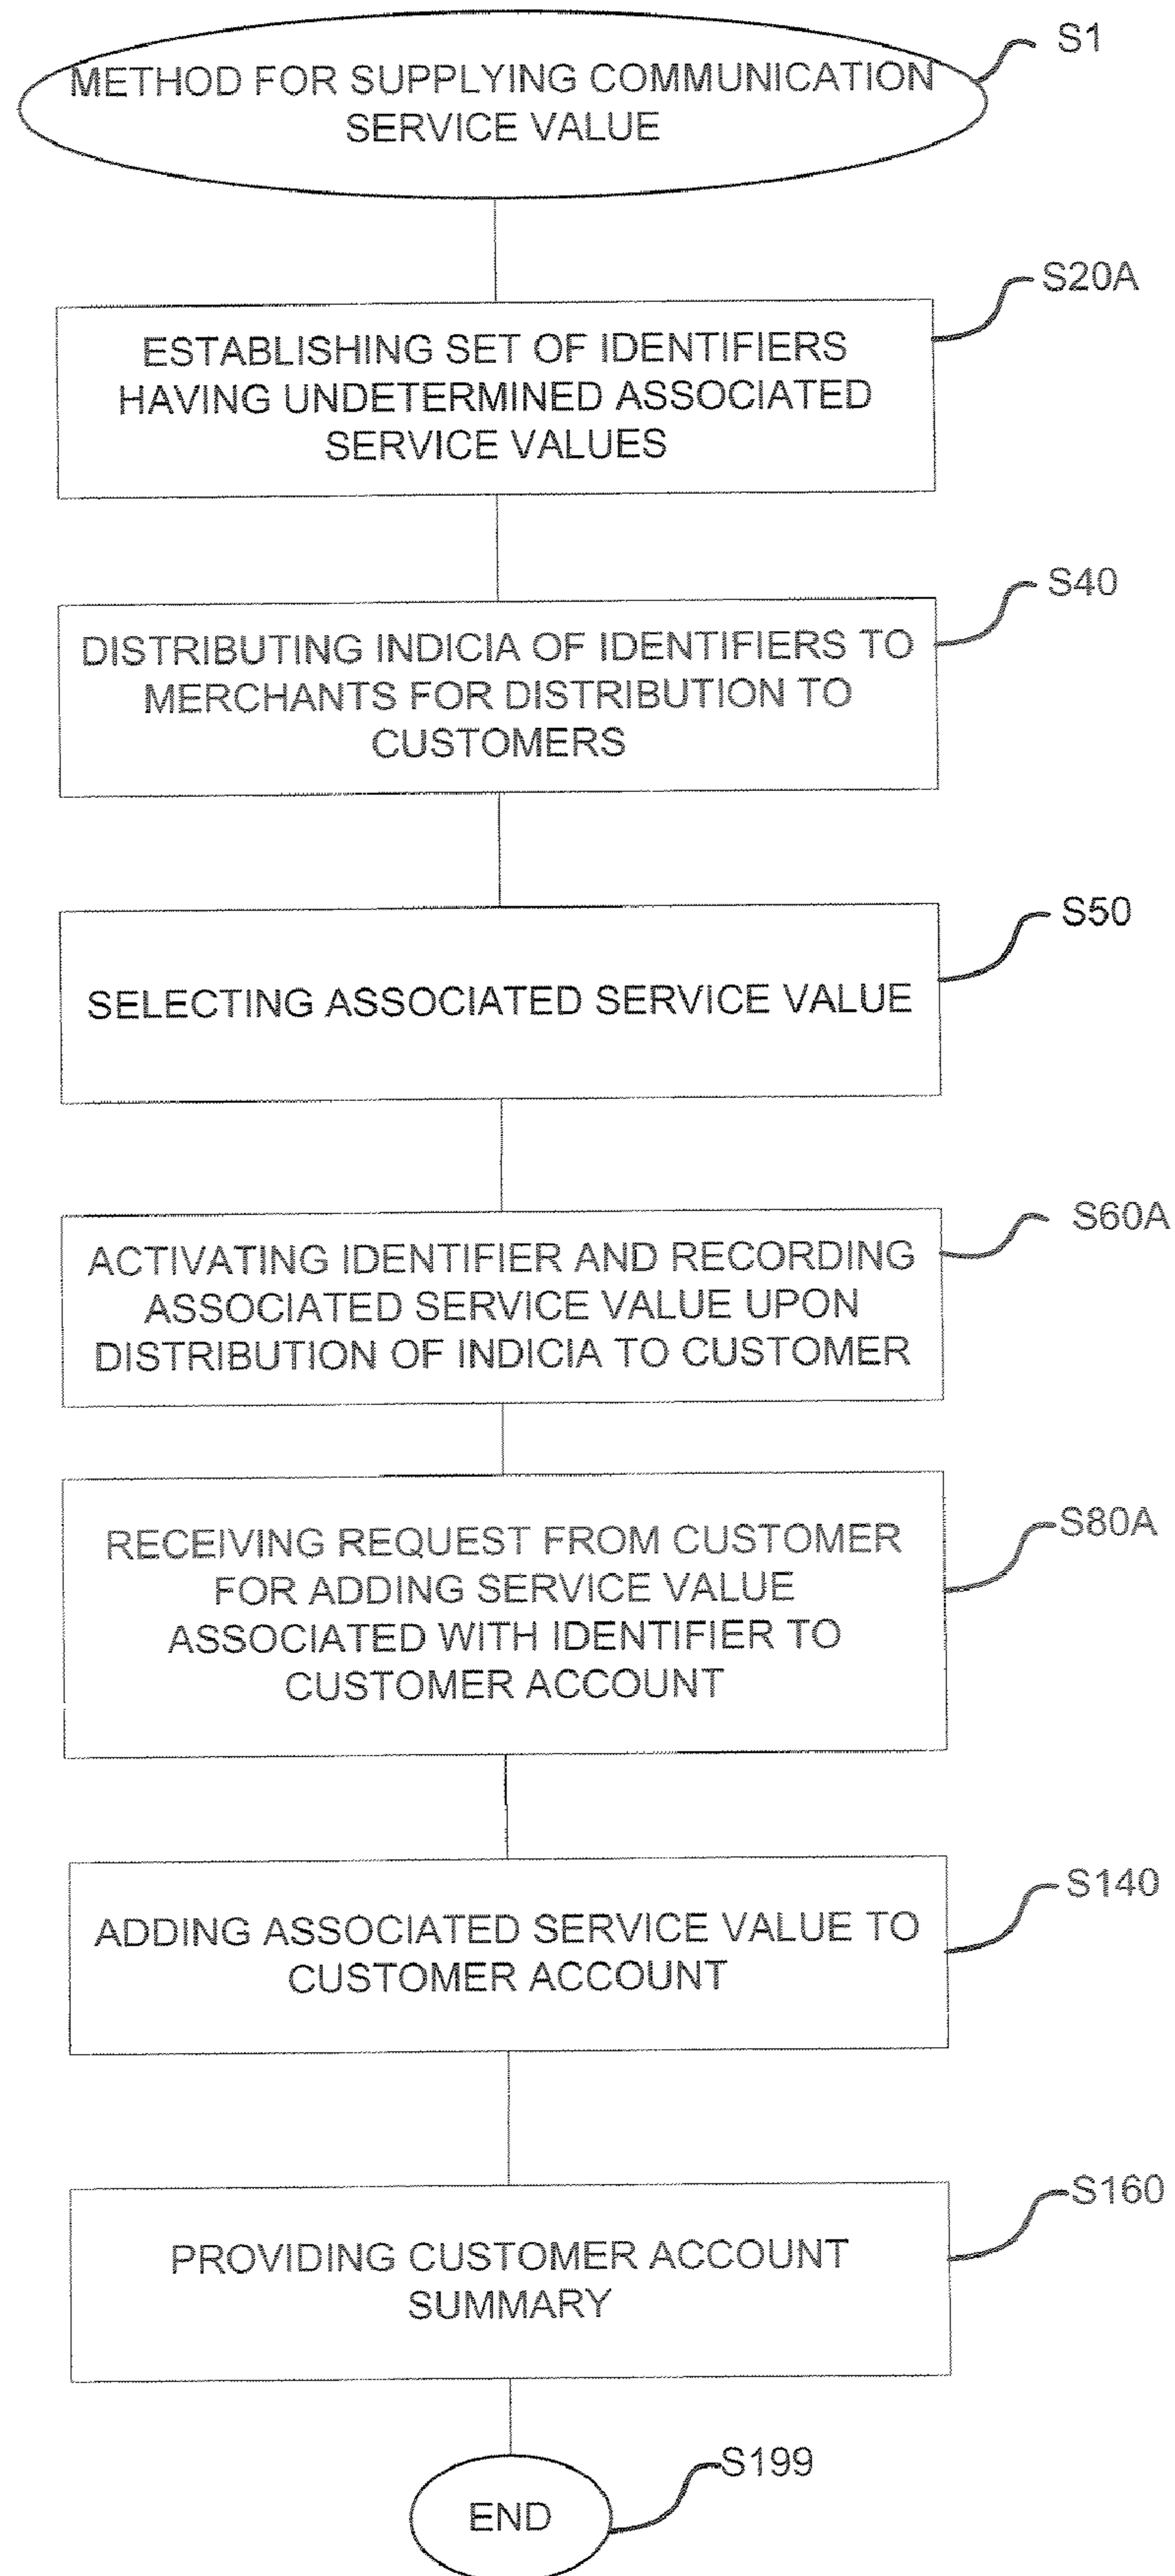 S1
METHOD FOR SUPPLYING COMMUNICATION
SERVICE VALUE
S20A
ESTABLISHING SET OF IDENTIFIERS
HAVING UNDETERMINED ASSOCIATED
SERVICE VALUES
S40
DISTRIBUTING INDICIA OF IDENTIFIERS TO
MERCHANTS FOR DISTRIBUTION TO
CUSTOMERS
S50
SELECTING ASSOCIATED SERVICE VALUE
S60A
ACTIVATING IDENTIFIER AND RECORDING
ASSOCIATED SERVICE VALUE UPON
DISTRIBUTION OF INDICIA TO CUSTOMER
S80A
RECEIVING REQUEST FROM CUSTOMER
FOR ADDING SERVICE VALUE
ASSOCIATED WITH IDENTIFIER TO
CUSTOMER ACCOUNT
S140
ADDING ASSOCIATED SERVICE VALUE TO
CUSTOMER ACCOUNT
S160
PROVIDING CUSTOMER ACCOUNT
SUMMARY
S199
END